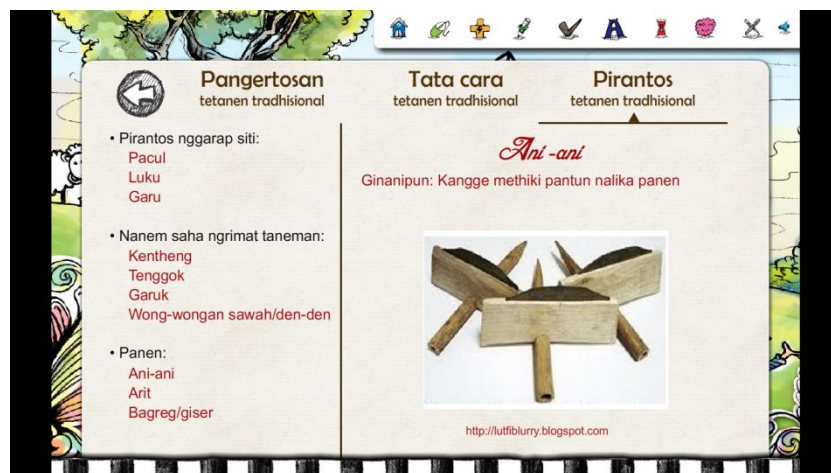 Pangertosan
tetanen tradhisional
Tata cara
tetanen tradhisional
Pirantos
tetanen tradhisional
• Pirantos nggarap siti:
Pacul
Luku
Garu
• Nanem saha ngrimat taneman:
Kentheng
Tenggok
Garuk
Wong-wongan sawah/den-den
• Panen:
Ani-ani
Arit
Bagreg/giser
Ani -ani
Ginanipun: Kangge methiki pantun nalika panen
http://lutfiblurry.blogspot.com